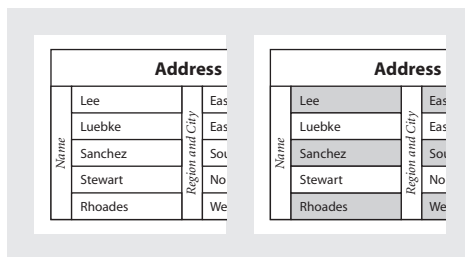 Address
Name
Lee
Luebke
Sanchez
Stewart
Rhoades
Region and City
Eas
Eas
Sou
No
We
Address
Name
Lee
Luebke
Sanchez
Stewart
Rhoades
Region and City
Eas
Eas
Sou
No
We